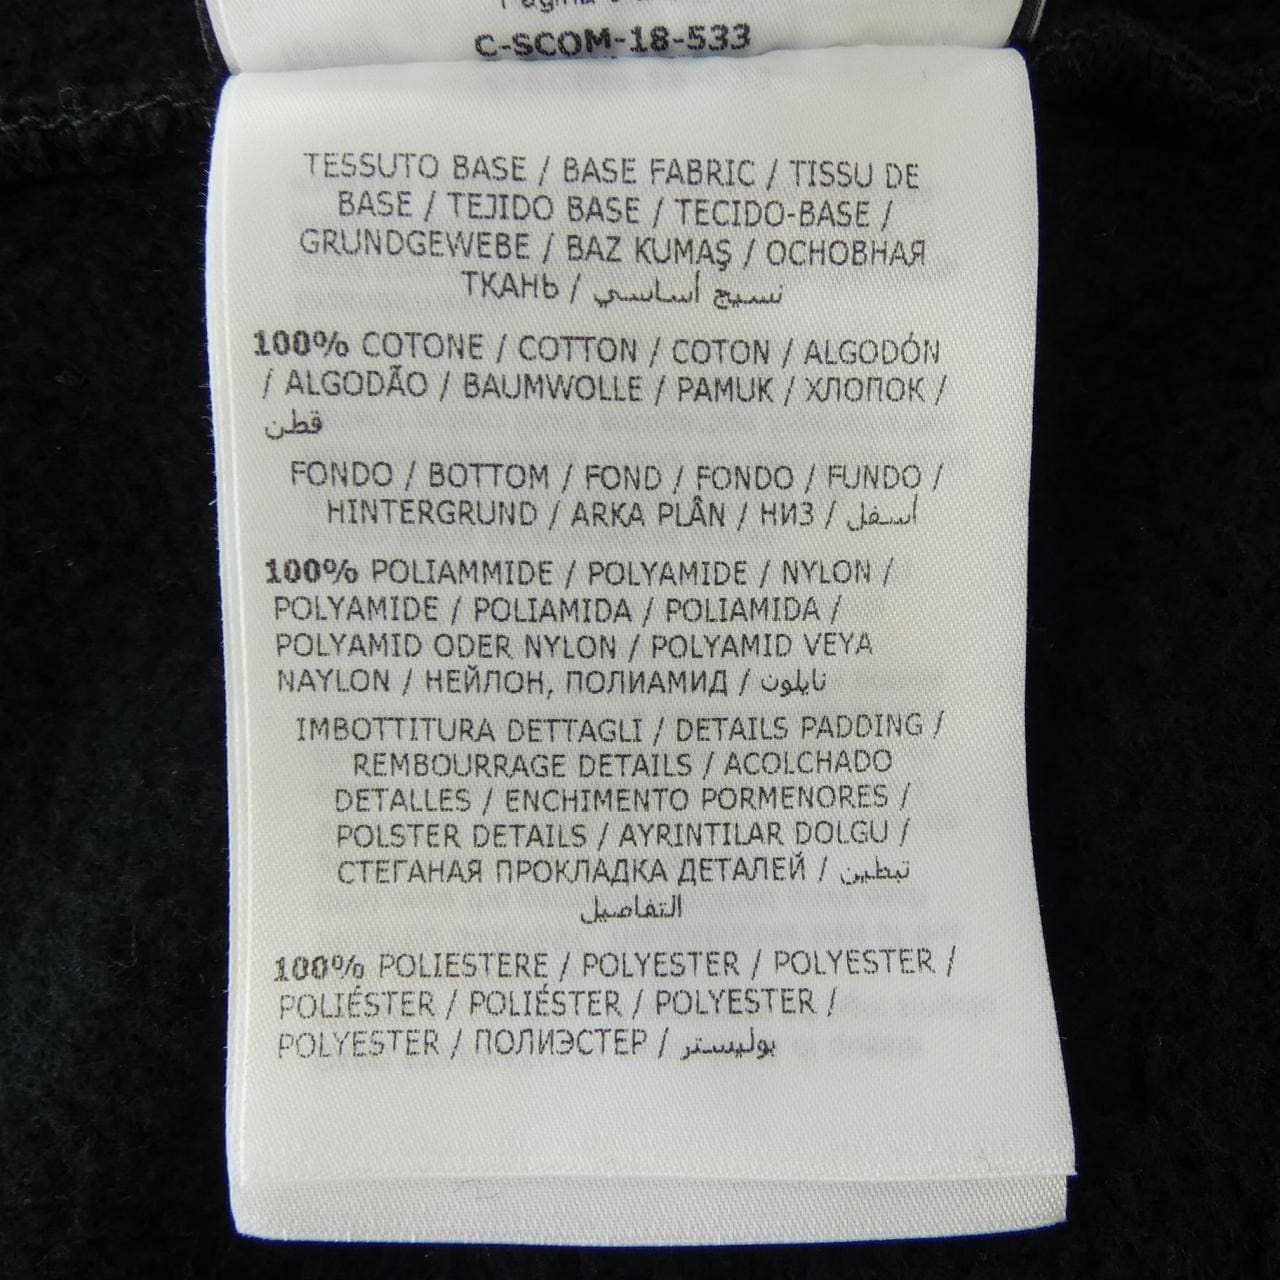 C-SCOM-18-533
TESSUTO BASE / BASE FABRIC / TISSU DE
BASE / TEJIDO BASE / TECIDO-BASE /
GRUNDGEWEBE / BAZ KUMAŞ / ОСНОВНАЯ
ТКАНЬ / نسيج أساسي
100% COTONE / COTTON / COTON / ALGODÓN
/ ALGODÃO / BAUMWOLLE / PAMUK / ХЛОПОК /
قطن
FONDO / BOTTOM / FOND / FONDO / FUNDO /
HINTERGRUND / ARKA PLÂN / НИЗ / أسفل
100% POLIAMMIDE / POLYAMIDE / NYLON /
POLYAMIDE / POLIAMIDA / POLIAMIDA /
POLYAMID ODER NYLON / POLYAMID VEYA
NAYLON / НЕЙЛОН, ПОЛИАМИД / نايلون
IMBOTTITURA DETTAGLI / DETAILS PADDING /
REMBOURRAGE DETAILS / ACOLCHADO
DETALLES / ENCHIMENTO PORMENORES /
POLSTER DETAILS / AYRINTILAR DOLGU /
СТЕГАНАЯ ПРОКЛАДКА ДЕТАЛЕЙ / تبطين
التفاصيل
100% POLIESTERE / POLYESTER / POLYESTER /
POLIÉSTER / POLIÉSTER / POLYESTER /
POLYESTER / ПОЛИЭСТЕР / بوليستر